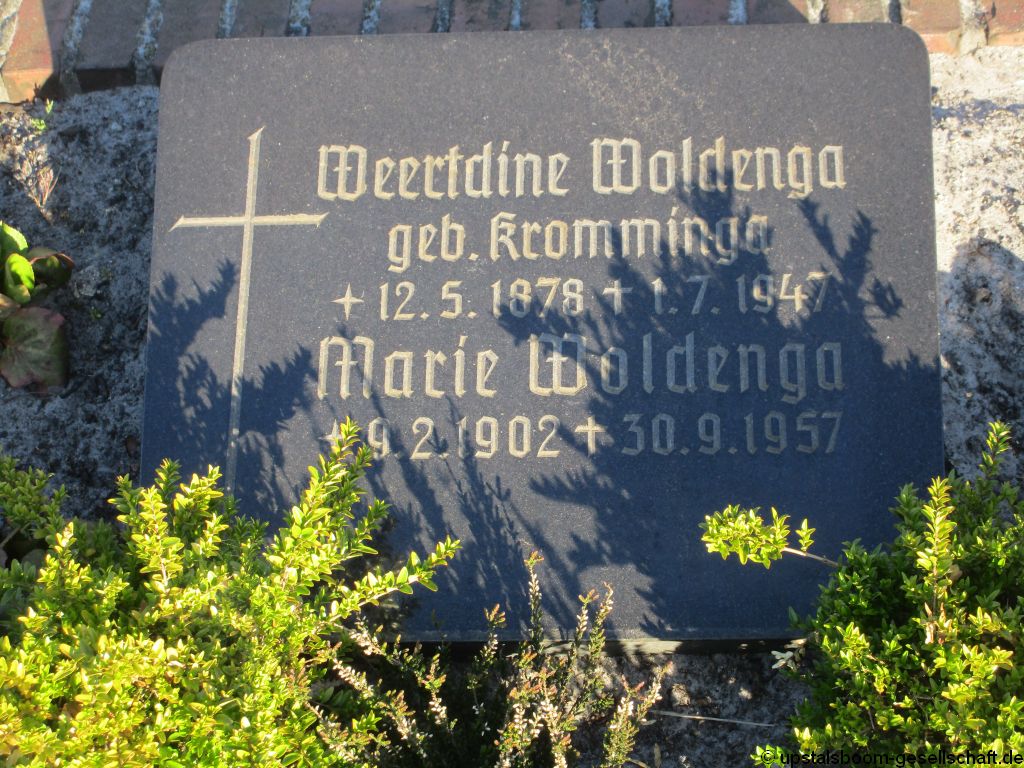 Weertdine Woldenga
geb. Kromminga
✦ 12.5.1878 ✝ 1.7.1947
Marie Woldenga
✦ 9.2.1902 ✝ 30.9.1957
© upstalsboom-gesellschaft.de